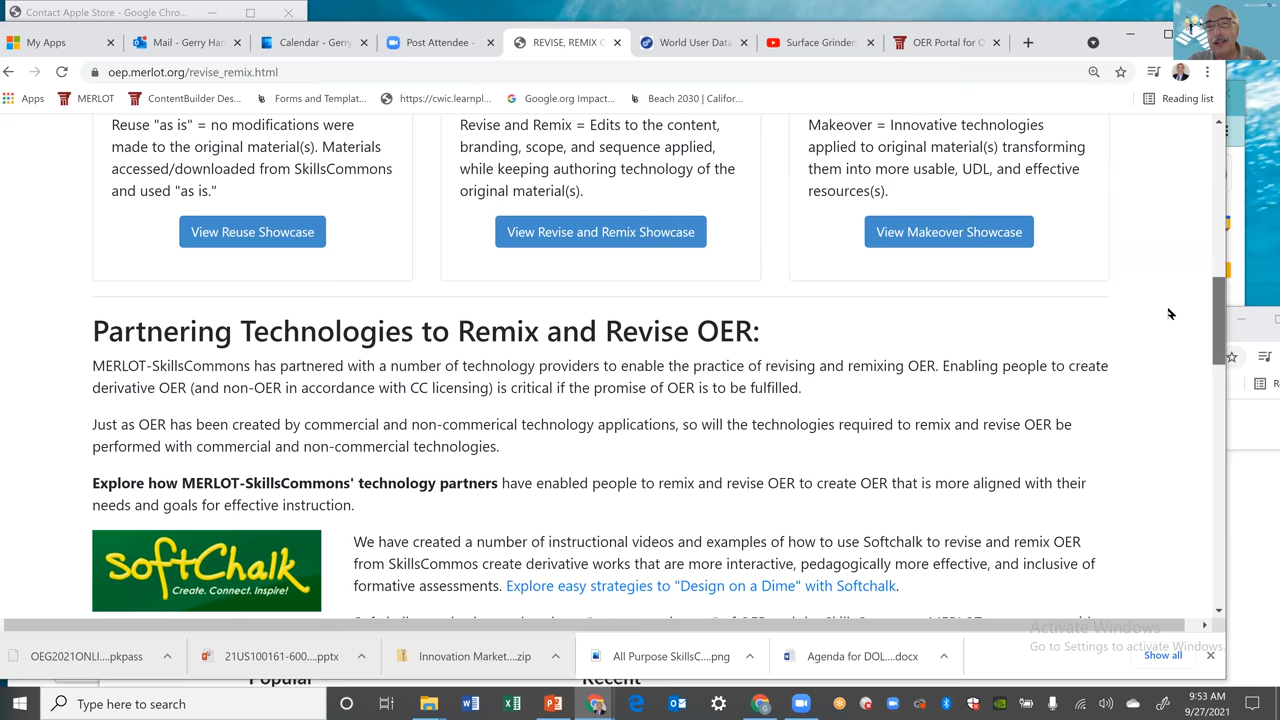 Contact Apple Store - Google Chro...
My Apps
Mail - Gerry Han
Calendar - Gerry
Post Attendee -
REVISE, REMIX O
World User Data
Surface Grinder
OER Portal for O
oep.merlot.org/revise_remix.html
Apps
MERLOT
ContentBuilder Des...
Forms and Templat...
https://cwic.learnpl...
Google.org Impact...
Beach 2030 | Califor...
Reading list
Reuse "as is" = no modifications were
made to the original material(s). Materials
accessed/downloaded from SkillsCommons
and used "as is."
View Reuse Showcase
Revise and Remix = Edits to the content,
branding, scope, and sequence applied,
while keeping authoring technology of the
original material(s).
View Revise and Remix Showcase
Makeover = Innovative technologies
applied to original material(s) transforming
them into more usable, UDL, and effective
resources(s).
View Makeover Showcase
Partnering Technologies to Remix and Revise OER:
MERLOT-SkillsCommons has partnered with a number of technology providers to enable the practice of revising and remixing OER. Enabling people to create
derivative OER (and non-OER in accordance with CC licensing) is critical if the promise of OER is to be fulfilled.
Just as OER has been created by commercial and non-commerical technology applications, so will the technologies required to remix and revise OER be
performed with commercial and non-commercial technologies.
Explore how MERLOT-SkillsCommons' technology partners have enabled people to remix and revise OER to create OER that is more aligned with their
needs and goals for effective instruction.
softChalk
Create. Connect. Inspire!
We have created a number of instructional videos and examples of how to use Softchalk to revise and remix OER
from SkillsCommos create derivative works that are more interactive, pedagogically more effective, and inclusive of
formative assessments. Explore easy strategies to "Design on a Dime" with Softchalk.
Activate Windows
Go to Settings to activate Windows.
OEG2021ONLI....pkpass
21US100161-600....pptx
Innovation Market....zip
All Purpose SkillsC....png
Agenda for DOL....docx
Show all
Popular
Recent
Type here to search
9:53 AM
9/27/2021